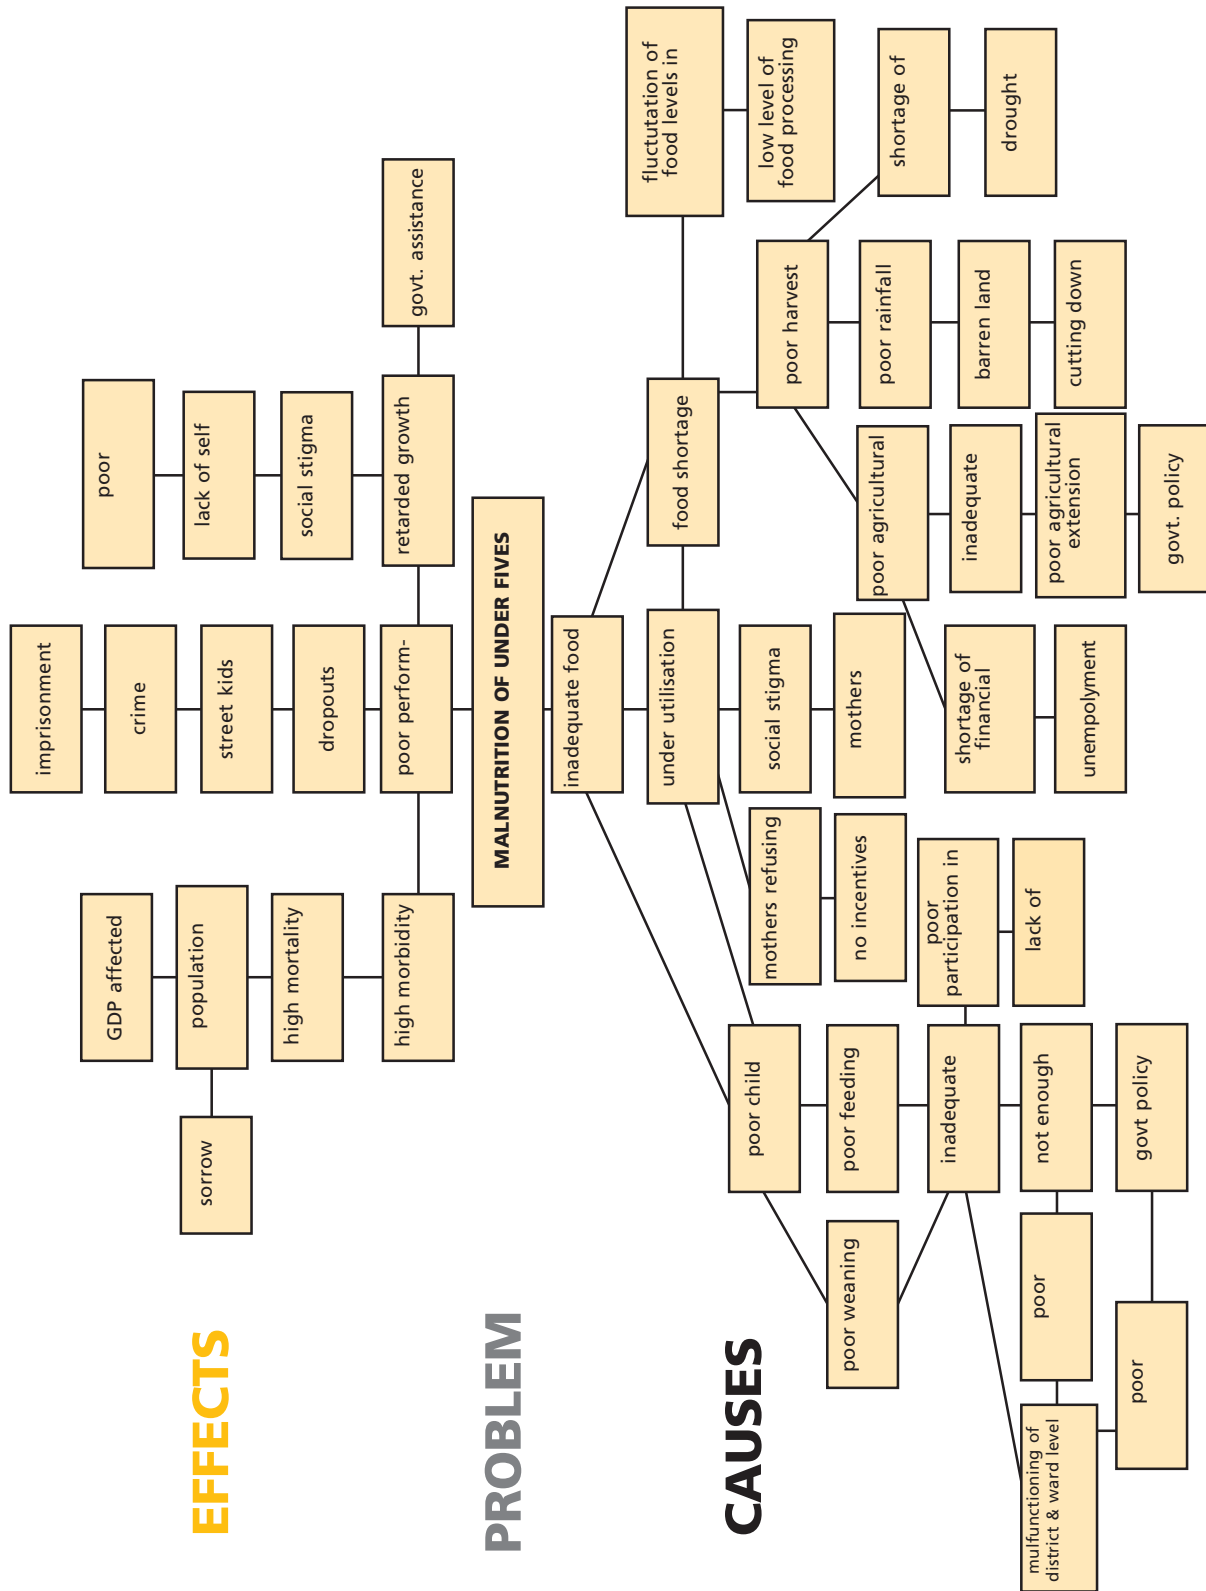 EFFECTS
PROBLEM
CAUSES
imprisonment
GDP affected
crime
poor
sorrow
population
street kids
lack of self
high mortality
dropouts
social stigma
high morbidity
poor perform-
retarded growth
govt. assistance
MALNUTRITION OF UNDER FIVES
inadequate food
under utilisation
food shortage
fluctutation of
food levels in
poor child
mothers refusing
social stigma
poor harvest
low level of
food processing
poor weaning
poor feeding
no incentives
mothers
poor agricultural
poor rainfall
shortage of
inadequate
poor
participation in
shortage of
financial
inadequate
barren land
drought
mulfunctioning of
district & ward level
poor
not enough
lack of
unempolyment
poor agricultural
extension
cutting down
poor
govt policy
govt. policy